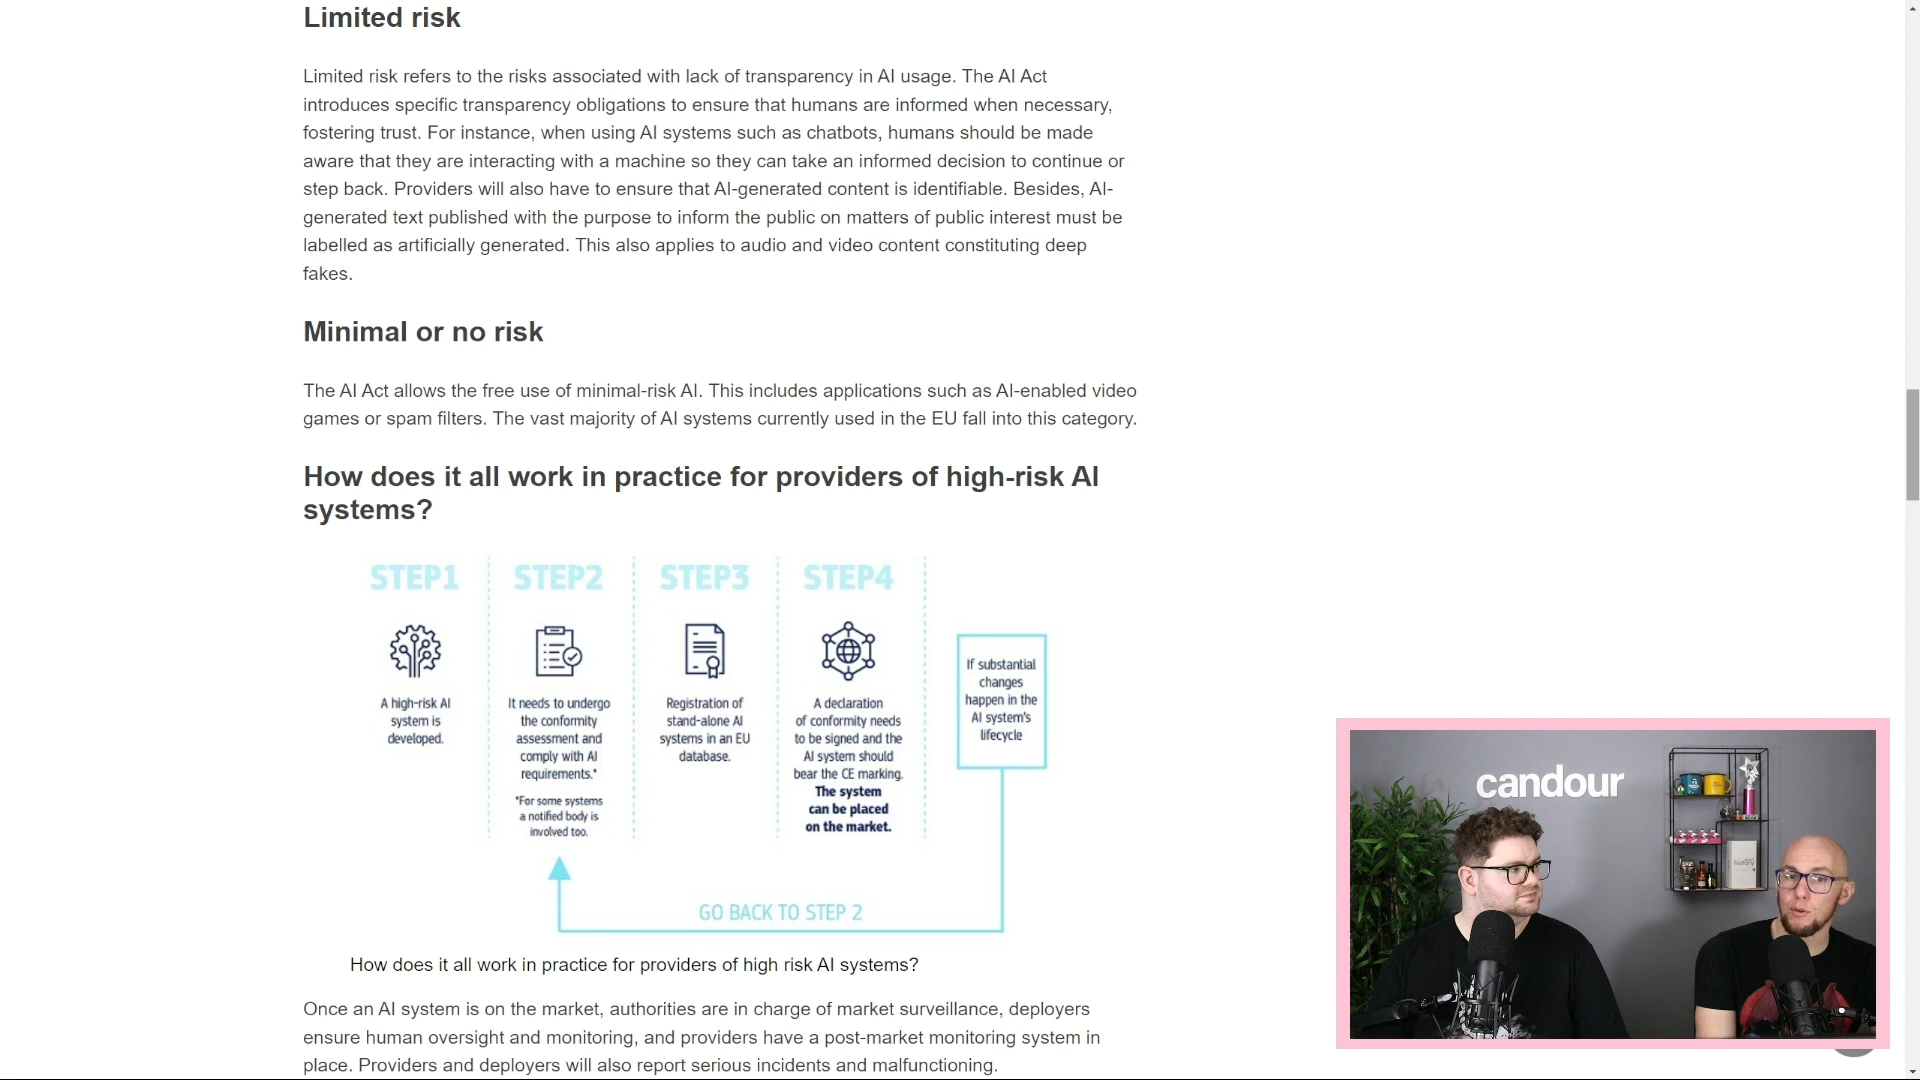 Limited risk
Limited risk refers to the risks associated with lack of transparency in AI usage. The AI Act
introduces specific transparency obligations to ensure that humans are informed when necessary,
fostering trust. For instance, when using AI systems such as chatbots, humans should be made
aware that they are interacting with a machine so they can take an informed decision to continue or
step back. Providers will also have to ensure that AI-generated content is identifiable. Besides, AI-
generated text published with the purpose to inform the public on matters of public interest must be
labelled as artificially generated. This also applies to audio and video content constituting deep
fakes.
Minimal or no risk
The AI Act allows the free use of minimal-risk AI. This includes applications such as AI-enabled video
games or spam filters. The vast majority of AI systems currently used in the EU fall into this category.
How does it all work in practice for providers of high-risk AI
systems?
STEP1
A high-risk AI
system is
developed.
STEP2
It needs to undergo
the conformity
assessment and
comply with AI
requirements.*
*For some systems
a notified body is
involved too.
STEP3
Registration of
stand-alone AI
systems in an EU
database.
STEP4
A declaration
of conformity needs
to be signed and the
AI system should
bear the CE marking.
The system
can be placed
on the market.
If substantial
changes
happen in the
AI system's
lifecycle
GO BACK TO STEP 2
candour
history
How does it all work in practice for providers of high risk AI systems?
Once an AI system is on the market, authorities are in charge of market surveillance, deployers
ensure human oversight and monitoring, and providers have a post-market monitoring system in
place. Providers and deployers will also report serious incidents and malfunctioning.